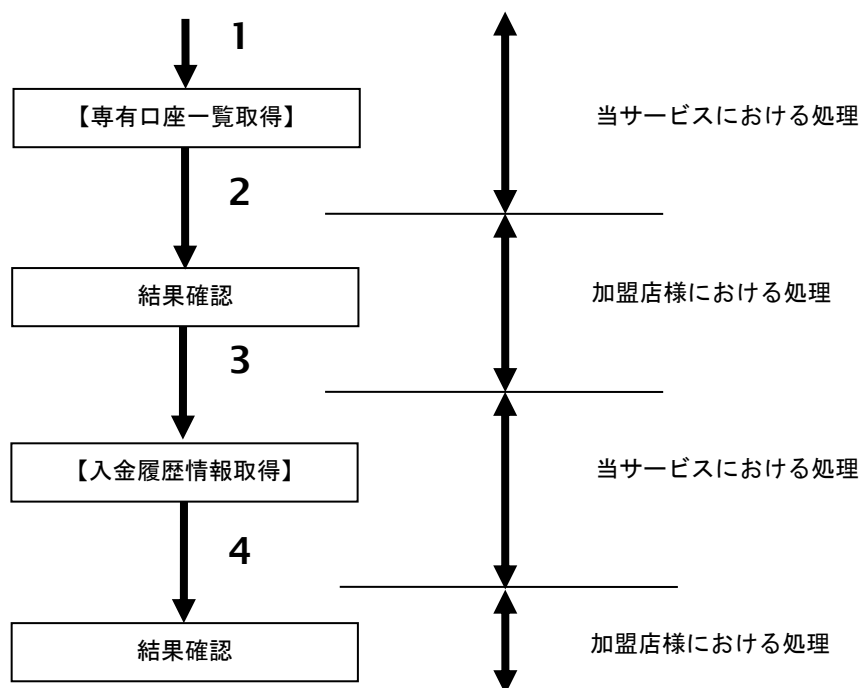 1
【専有口座一覧取得】
当サービスにおける処理
2
結果確認
加盟店様における処理
3
【入金履歴情報取得】
当サービスにおける処理
4
結果確認
加盟店様における処理